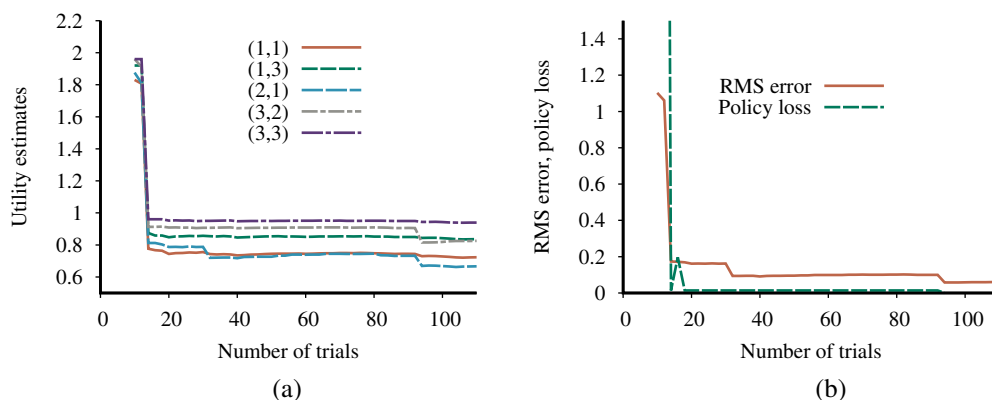 2.2
2
1.8
1.6
1.4
1.2
1
0.8
0.6
Utility estimates
(1,1)
(1,3)
(2,1)
(3,2)
(3,3)
0 20 40 60 80 100
Number of trials
(a)
1.4
1.2
1
0.8
0.6
0.4
0.2
0
RMS error, policy loss
RMS error
Policy loss
0 20 40 60 80 100
Number of trials
(b)